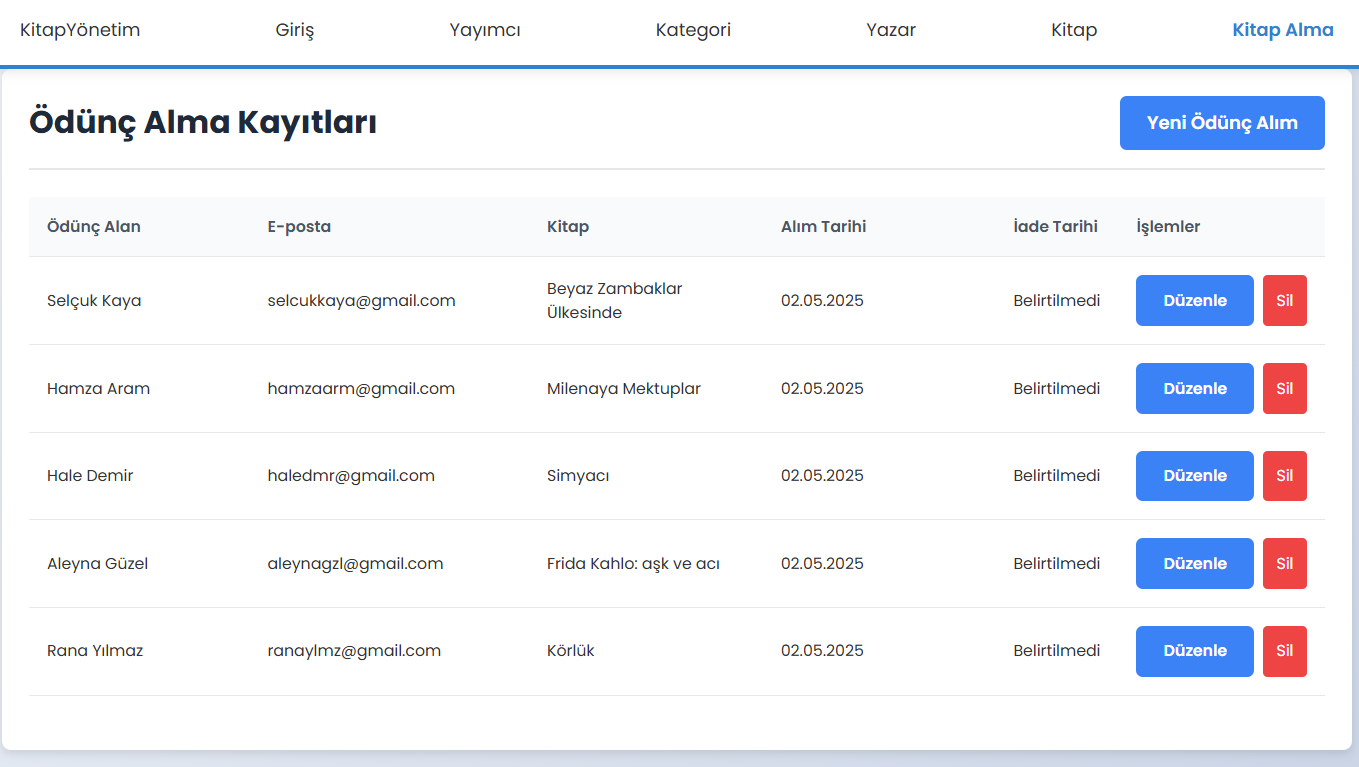 KitapYönetim Giriş Yayımcı Kategori Yazar Kitap Kitap Alma
Ödünç Alma Kayıtları Yeni Ödünç Alım
Ödünç Alan E-posta Kitap Alım Tarihi İade Tarihi İşlemler
Selçuk Kaya selcukkaya@gmail.com Beyaz Zambaklar
Ülkesinde 02.05.2025 Belirtilmedi Düzenle Sil
Hamza Aram hamzaarm@gmail.com Milenaya Mektuplar 02.05.2025 Belirtilmedi Düzenle Sil
Hale Demir haledmr@gmail.com Simyacı 02.05.2025 Belirtilmedi Düzenle Sil
Aleyna Güzel aleynagzl@gmail.com Frida Kahlo: aşk ve acı 02.05.2025 Belirtilmedi Düzenle Sil
Rana Yılmaz ranaylmz@gmail.com Körlük 02.05.2025 Belirtilmedi Düzenle Sil